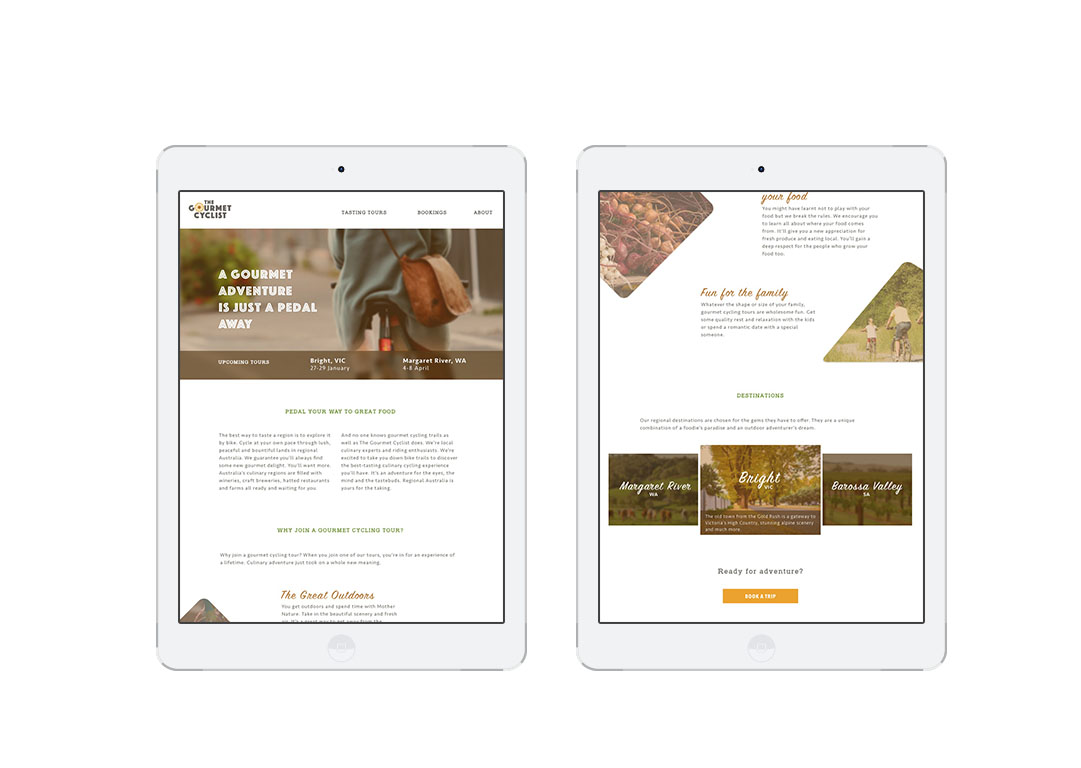 THE
GOURMET
CYCLIST
TASTING TOURS
BOOKINGS
ABOUT
A GOURMET
ADVENTURE
IS JUST A PEDAL
AWAY
UPCOMING TOURS
Bright, VIC
27-29 January
Margaret River, WA
4-8 April
PEDAL YOUR WAY TO GREAT FOOD
The best way to taste a region is to explore it
by bike. Cycle at your own pace through lush,
peaceful and bountiful lands in regional
Australia. We guarantee you'll always find
some new gourmet delight. You'll want more.
Australia's culinary regions are filled with
wineries, craft breweries, hatted restaurants
and farms all ready and waiting for you.
And no one knows gourmet cycling trails as
well as The Gourmet Cyclist does. We're local
culinary experts and riding enthusiasts. We're
excited to take you down bike trails to discover
the best-tasting culinary cycling experience
you'll have. It's an adventure for the eyes, the
mind and the tastebuds. Regional Australia is
yours for the taking.
WHY JOIN A GOURMET CYCLING TOUR?
Why join a gourmet cycling tour? When you join one of our tours, you're in for an experience of
a lifetime. Culinary adventure just took on a whole new meaning.
The Great Outdoors
You get outdoors and spend time with Mother
Nature. Take in the beautiful scenery and fresh
your food
You might have learnt not to play with your
food but we break the rules. We encourage you
to learn all about where your food comes
from. It'll give you a new appreciation for
fresh produce and eating local. You'll gain a
deep respect for the people who grow your
food too.
Fun for the family
Whatever the shape or size of your family,
gourmet cycling tours are wholesome fun. Get
some quality rest and relaxation with the kids
or spend a romantic date with a special
someone.
DESTINATIONS
Our regional destinations are chosen for the gems they have to offer. They are a unique
combination of a foodie's paradise and an outdoor adventurer's dream.
Margaret River
WA
Bright
VIC
The old town from the Gold Rush is a gateway to
Victoria's High Country, stunning alpine scenery
and much more.
Barossa Valley
SA
Ready for adventure?
BOOK A TRIP